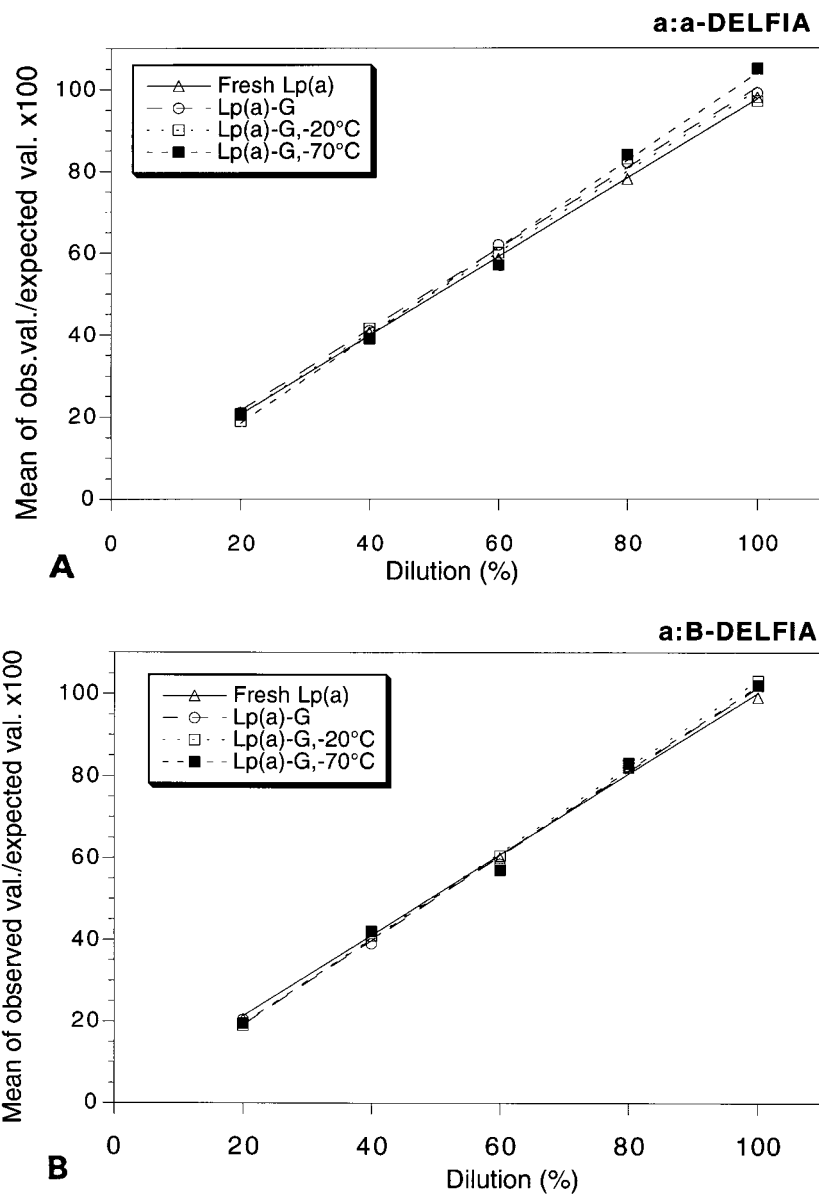 a:a-DELFIA
Mean of obs.val./expected val. x100
100
80
60
40
20
0
Fresh Lp(a)
Lp(a)-G
Lp(a)-G,-20°C
Lp(a)-G,-70°C
0 20 40 60 80 100
Dilution (%)
A
a:B-DELFIA
Mean of observed val./expected val. x100
100
80
60
40
20
0
Fresh Lp(a)
Lp(a)-G
Lp(a)-G,-20°C
Lp(a)-G,-70°C
0 20 40 60 80 100
Dilution (%)
B